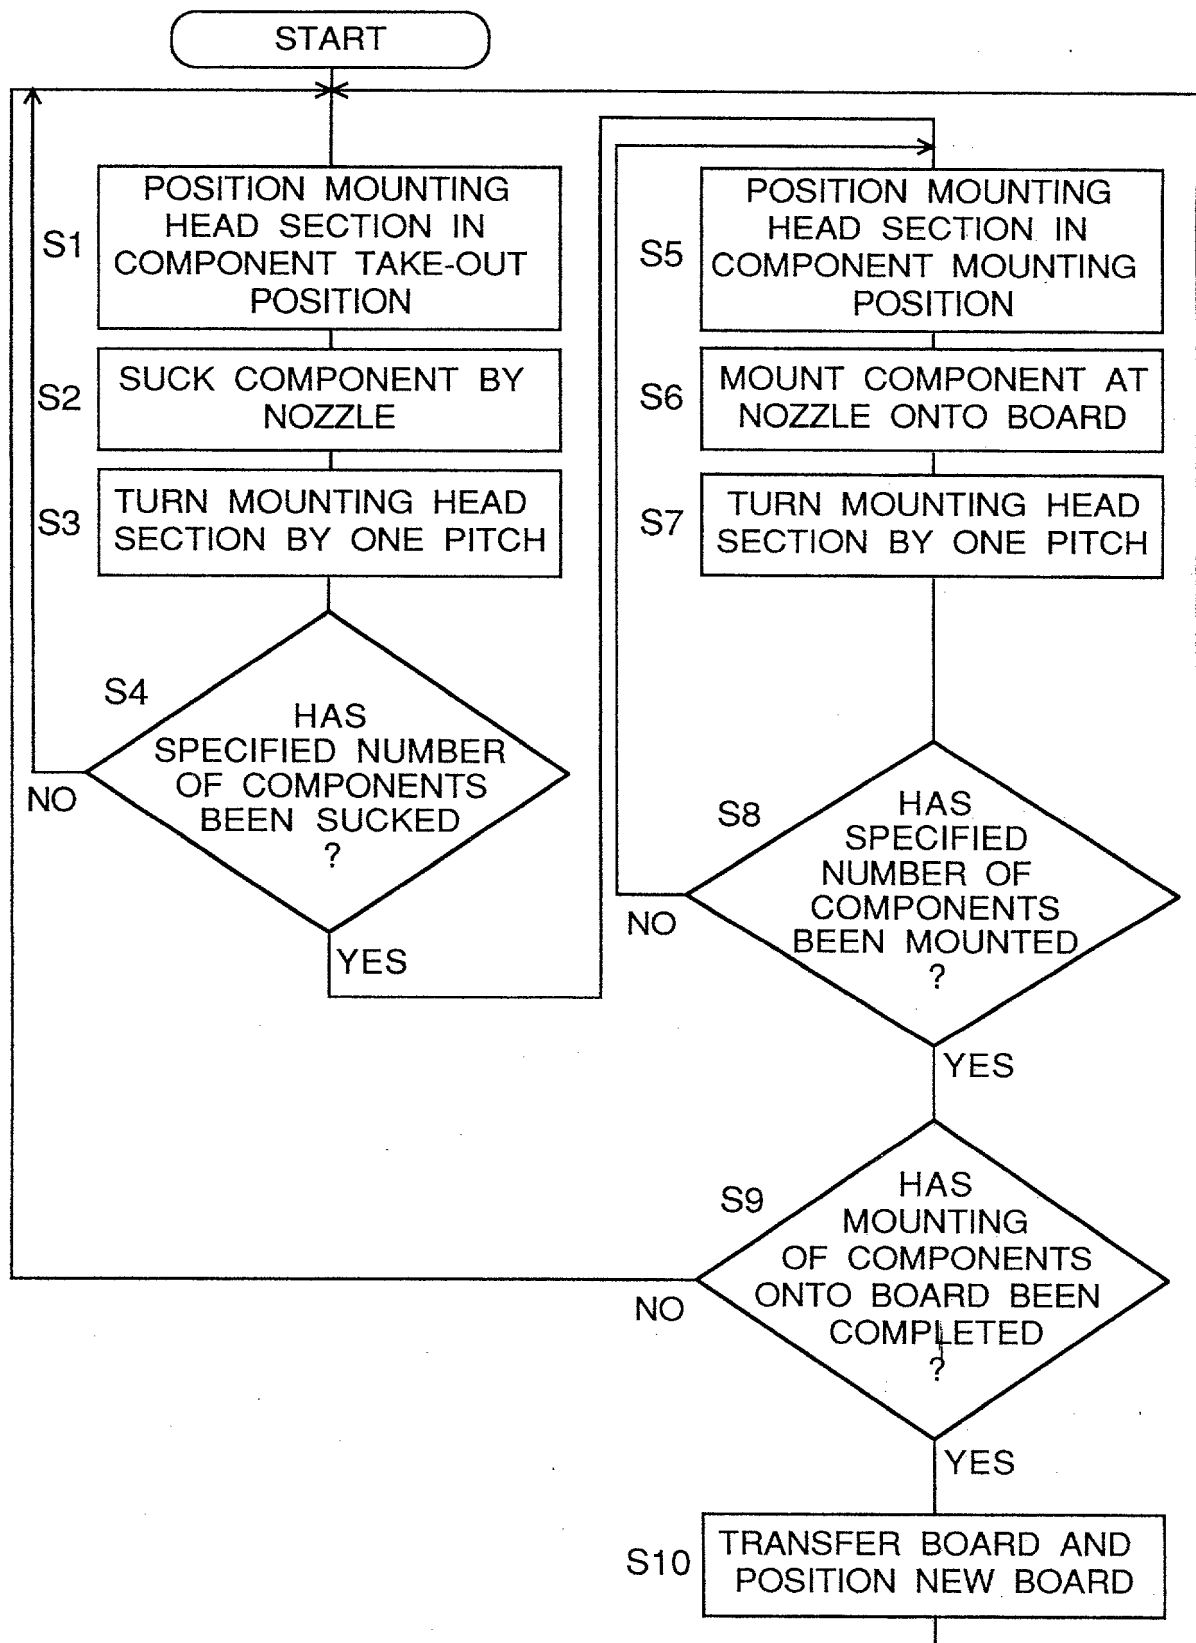 START
S1
POSITION MOUNTING
HEAD SECTION IN
COMPONENT TAKE-OUT
POSITION
S2
SUCK COMPONENT BY
NOZZLE
S3
TURN MOUNTING HEAD
SECTION BY ONE PITCH
S4
HAS
SPECIFIED NUMBER
OF COMPONENTS
BEEN SUCKED
?
NO
YES
S5
POSITION MOUNTING
HEAD SECTION IN
COMPONENT MOUNTING
POSITION
S6
MOUNT COMPONENT AT
NOZZLE ONTO BOARD
S7
TURN MOUNTING HEAD
SECTION BY ONE PITCH
S8
HAS
SPECIFIED
NUMBER OF
COMPONENTS
BEEN MOUNTED
?
NO
YES
S9
HAS
MOUNTING
OF COMPONENTS
ONTO BOARD BEEN
COMPLETED
?
NO
YES
S10
TRANSFER BOARD AND
POSITION NEW BOARD